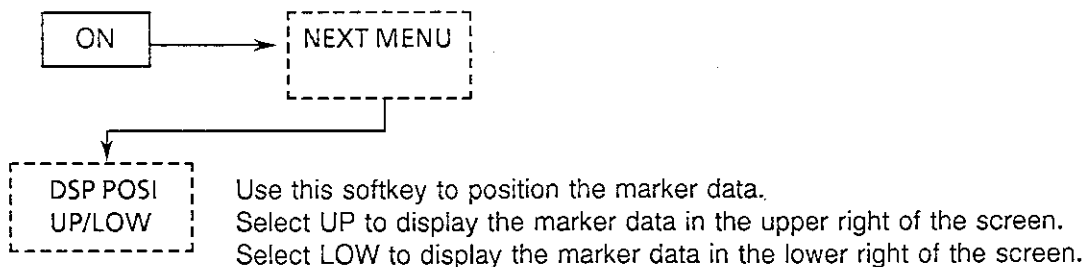 ON
NEXT MENU
DSP POSI
UP/LOW
Use this softkey to position the marker data.
Select UP to display the marker data in the upper right of the screen.
Select LOW to display the marker data in the lower right of the screen.